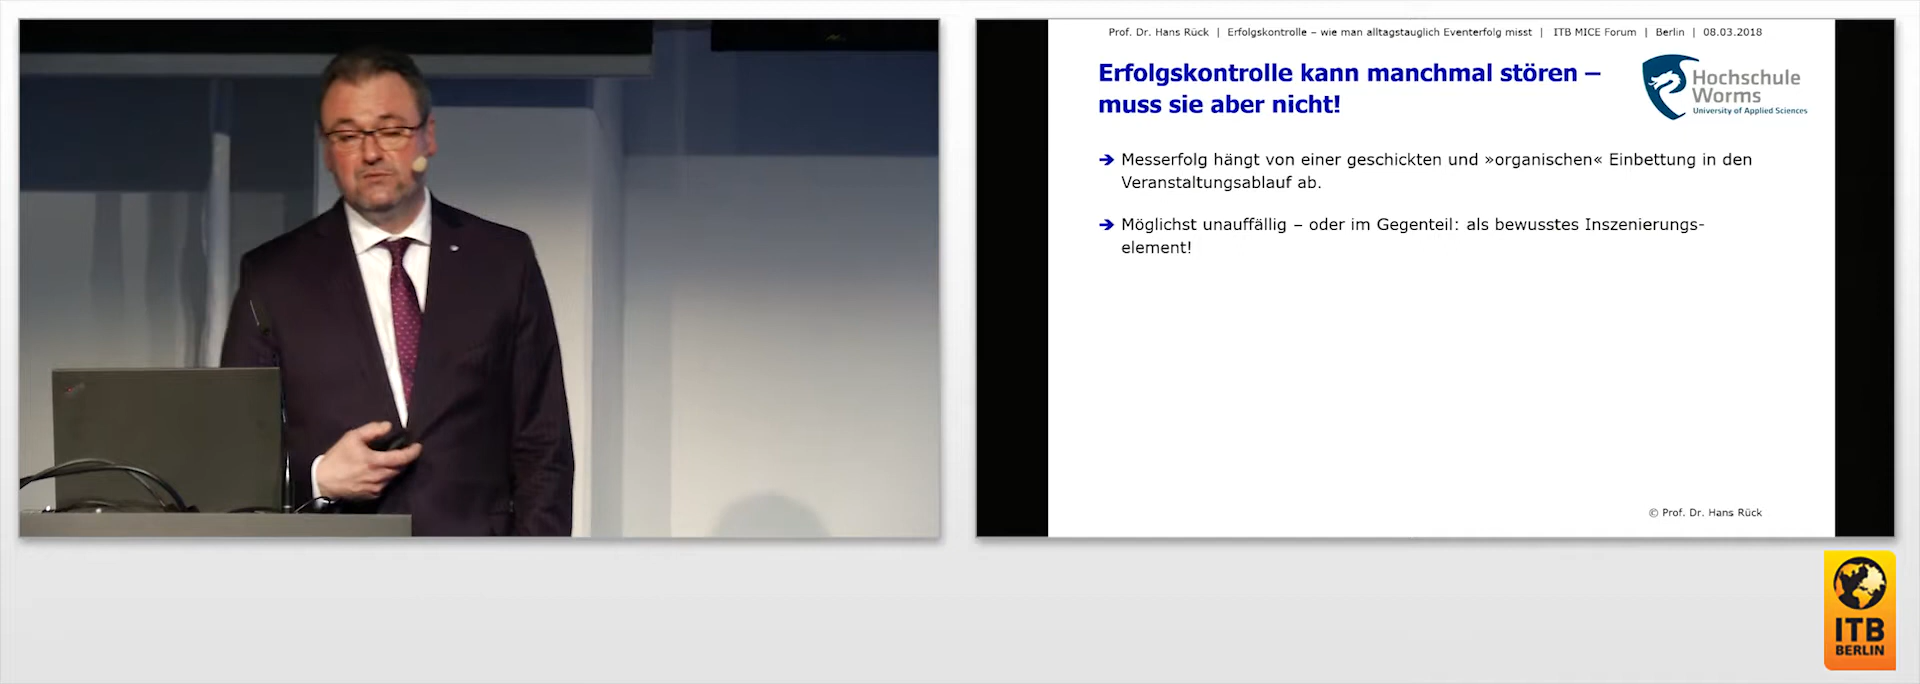 Prof. Dr. Hans Rück | Erfolgskontrolle – wie man alltagstauglich Eventerfolg misst | ITB MICE Forum | Berlin | 08.03.2018
Erfolgskontrolle kann manchmal stören –
muss sie aber nicht!
Hochschule
Worms
University of Applied Sciences
➔ Messerfolg hängt von einer geschickten und »organischen« Einbettung in den
Veranstaltungsablauf ab.
➔ Möglichst unauffällig – oder im Gegenteil: als bewusstes Inszenierungs-
element!
© Prof. Dr. Hans Rück
ITB
BERLIN